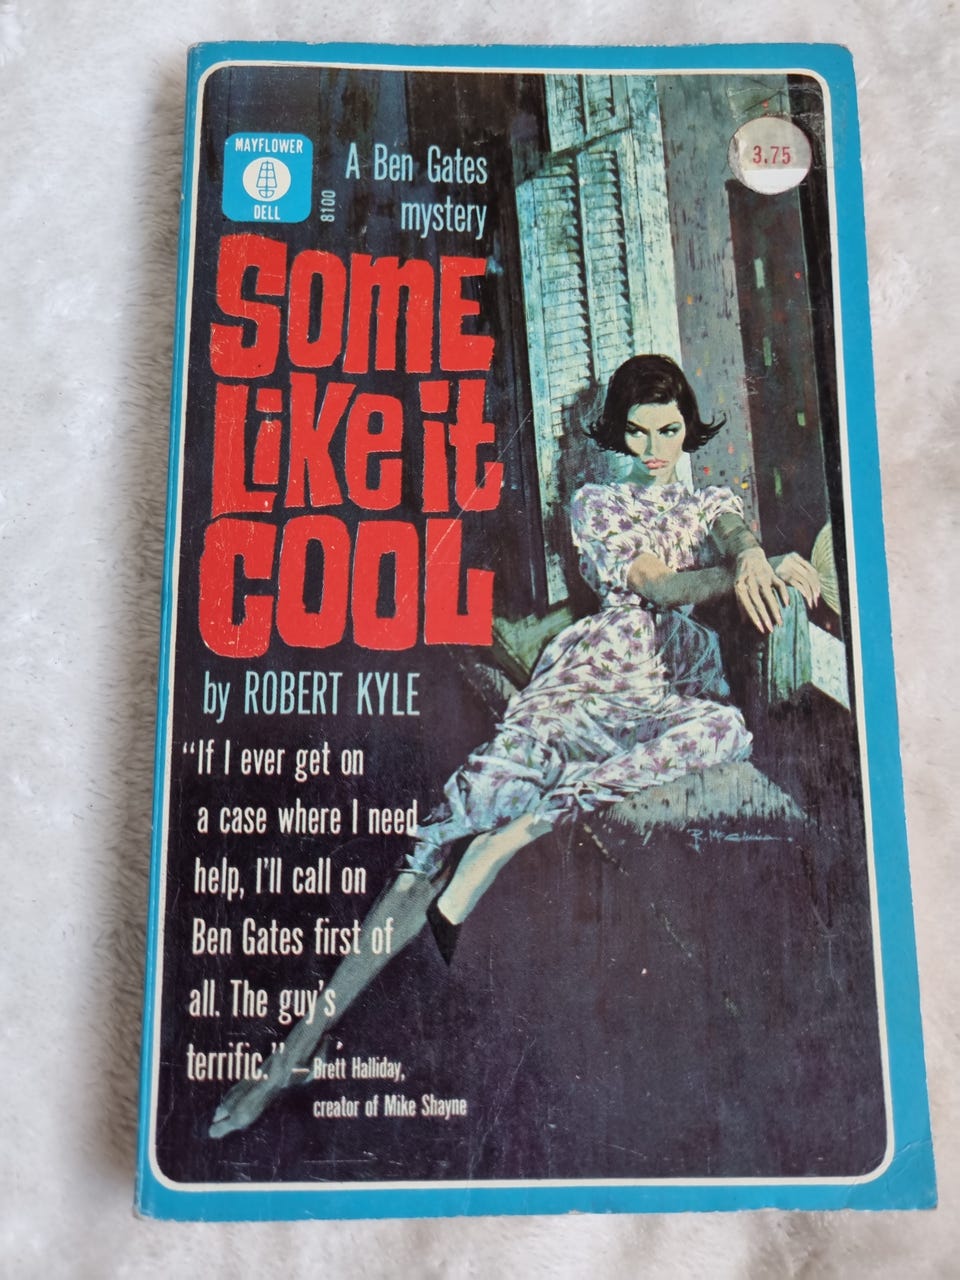 MAYFLOWER
DELL
8100
A Ben Gates
mystery
3.75
SOME
LIKE it
COOL
by ROBERT KYLE
“If I ever get on
a case where I need
help, I’ll call on
Ben Gates first of
all. The guy’s
terrific.” — Brett Halliday,
creator of Mike Shayne
R. McGinnis